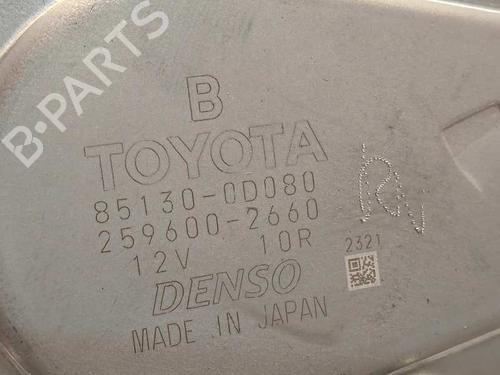 B·PARTS
B
TOYOTA
85130-0D080
259600-2660
12V 10R
2321
DENSO
MADE IN JAPAN